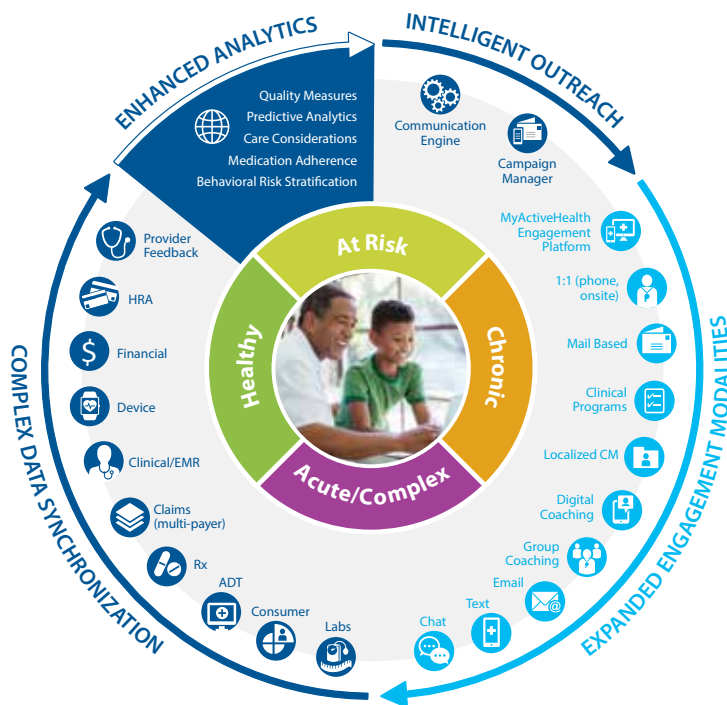 ENHANCED ANALYTICS
Quality Measures
Predictive Analytics
Care Considerations
Medication Adherence
Behavioral Risk Stratification
INTELLIGENT OUTREACH
Communication
Engine
Campaign
Manager
EXPANDED ENGAGEMENT MODALITIES
MyActiveHealth
Engagement
Platform
1:1 (phone,
onsite)
Mail Based
Clinical
Programs
Localized CM
Digital
Coaching
Group
Coaching
Email
@
Text
Chat
COMPLEX DATA SYNCHRONIZATION
Provider
Feedback
HRA
$
Financial
Device
Clinical/EMR
Claims
(multi-payer)
Rx
ADT
Consumer
Labs
At Risk
Chronic
Acute/Complex
Healthy